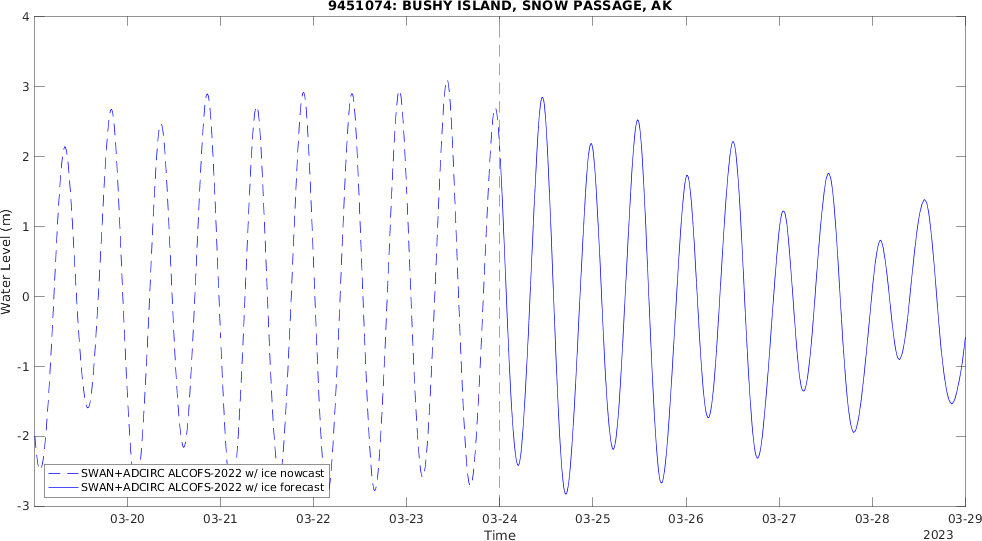 9451074: BUSHY ISLAND, SNOW PASSAGE, AK
4
3
2
1
0
-1
-2
-3
Water Level (m)
SWAN+ADCIRC ALCOFS-2022 w/ ice nowcast
SWAN+ADCIRC ALCOFS-2022 w/ ice forecast
03-20 03-21 03-22 03-23 03-24 03-25 03-26 03-27 03-28 03-29
Time
2023